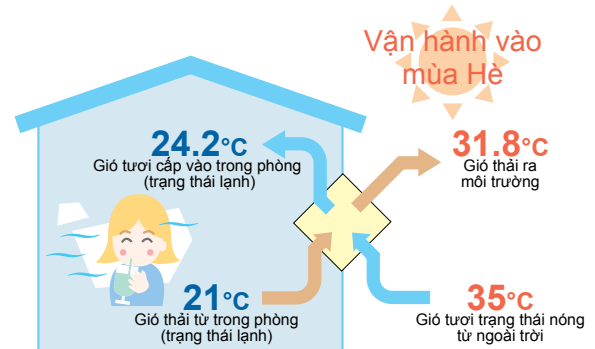 Vận hành vào
mùa Hè
24.2°C
Gió tươi cấp vào trong phòng
(trạng thái lạnh)
31.8°C
Gió thải ra
môi trường
21°C
Gió thải từ trong phòng
(trạng thái lạnh)
35°C
Gió tươi trạng thái nóng
từ ngoài trời